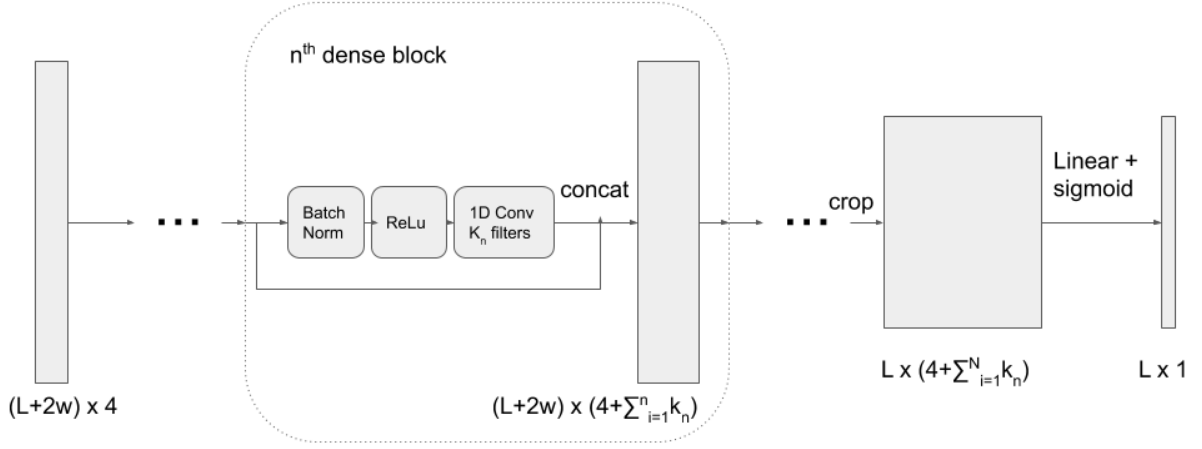 nᵗʰ dense block
concat
Batch
Norm
ReLu
1D Conv
Kₙ filters
crop
Linear +
sigmoid
(L+2w) x 4
(L+2w) x (4+∑ⁿᵢ₌₁kₙ)
L x (4+∑ᴺᵢ₌₁kₙ)
L x 1